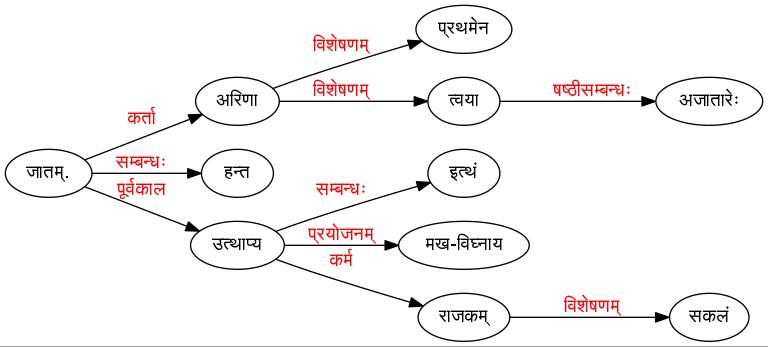 प्रथमेन
विशेषणम्
अरिणा
विशेषणम्
त्वया
षष्ठीसम्बन्धः
अजातारेः
कर्ता
जातम्.
सम्बन्धः
हन्त
सम्बन्धः
इत्थं
पूर्वकाल
उत्थाप्य
प्रयोजनम्
मख-विघ्नाय
कर्म
राजकम्
विशेषणम्
सकलं